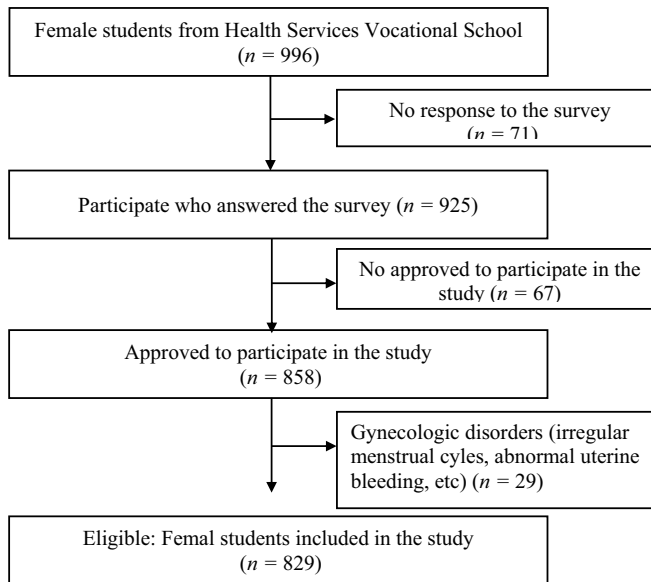 Female students from Health Services Vocational School
(n = 996)
No response to the survey
(n = 71)
Participate who answered the survey (n = 925)
No approved to participate in the
study (n = 67)
Approved to participate in the study
(n = 858)
Gynecologic disorders (irregular
menstrual cyles, abnormal uterine
bleeding, etc) (n = 29)
Eligible: Femal students included in the study
(n = 829)